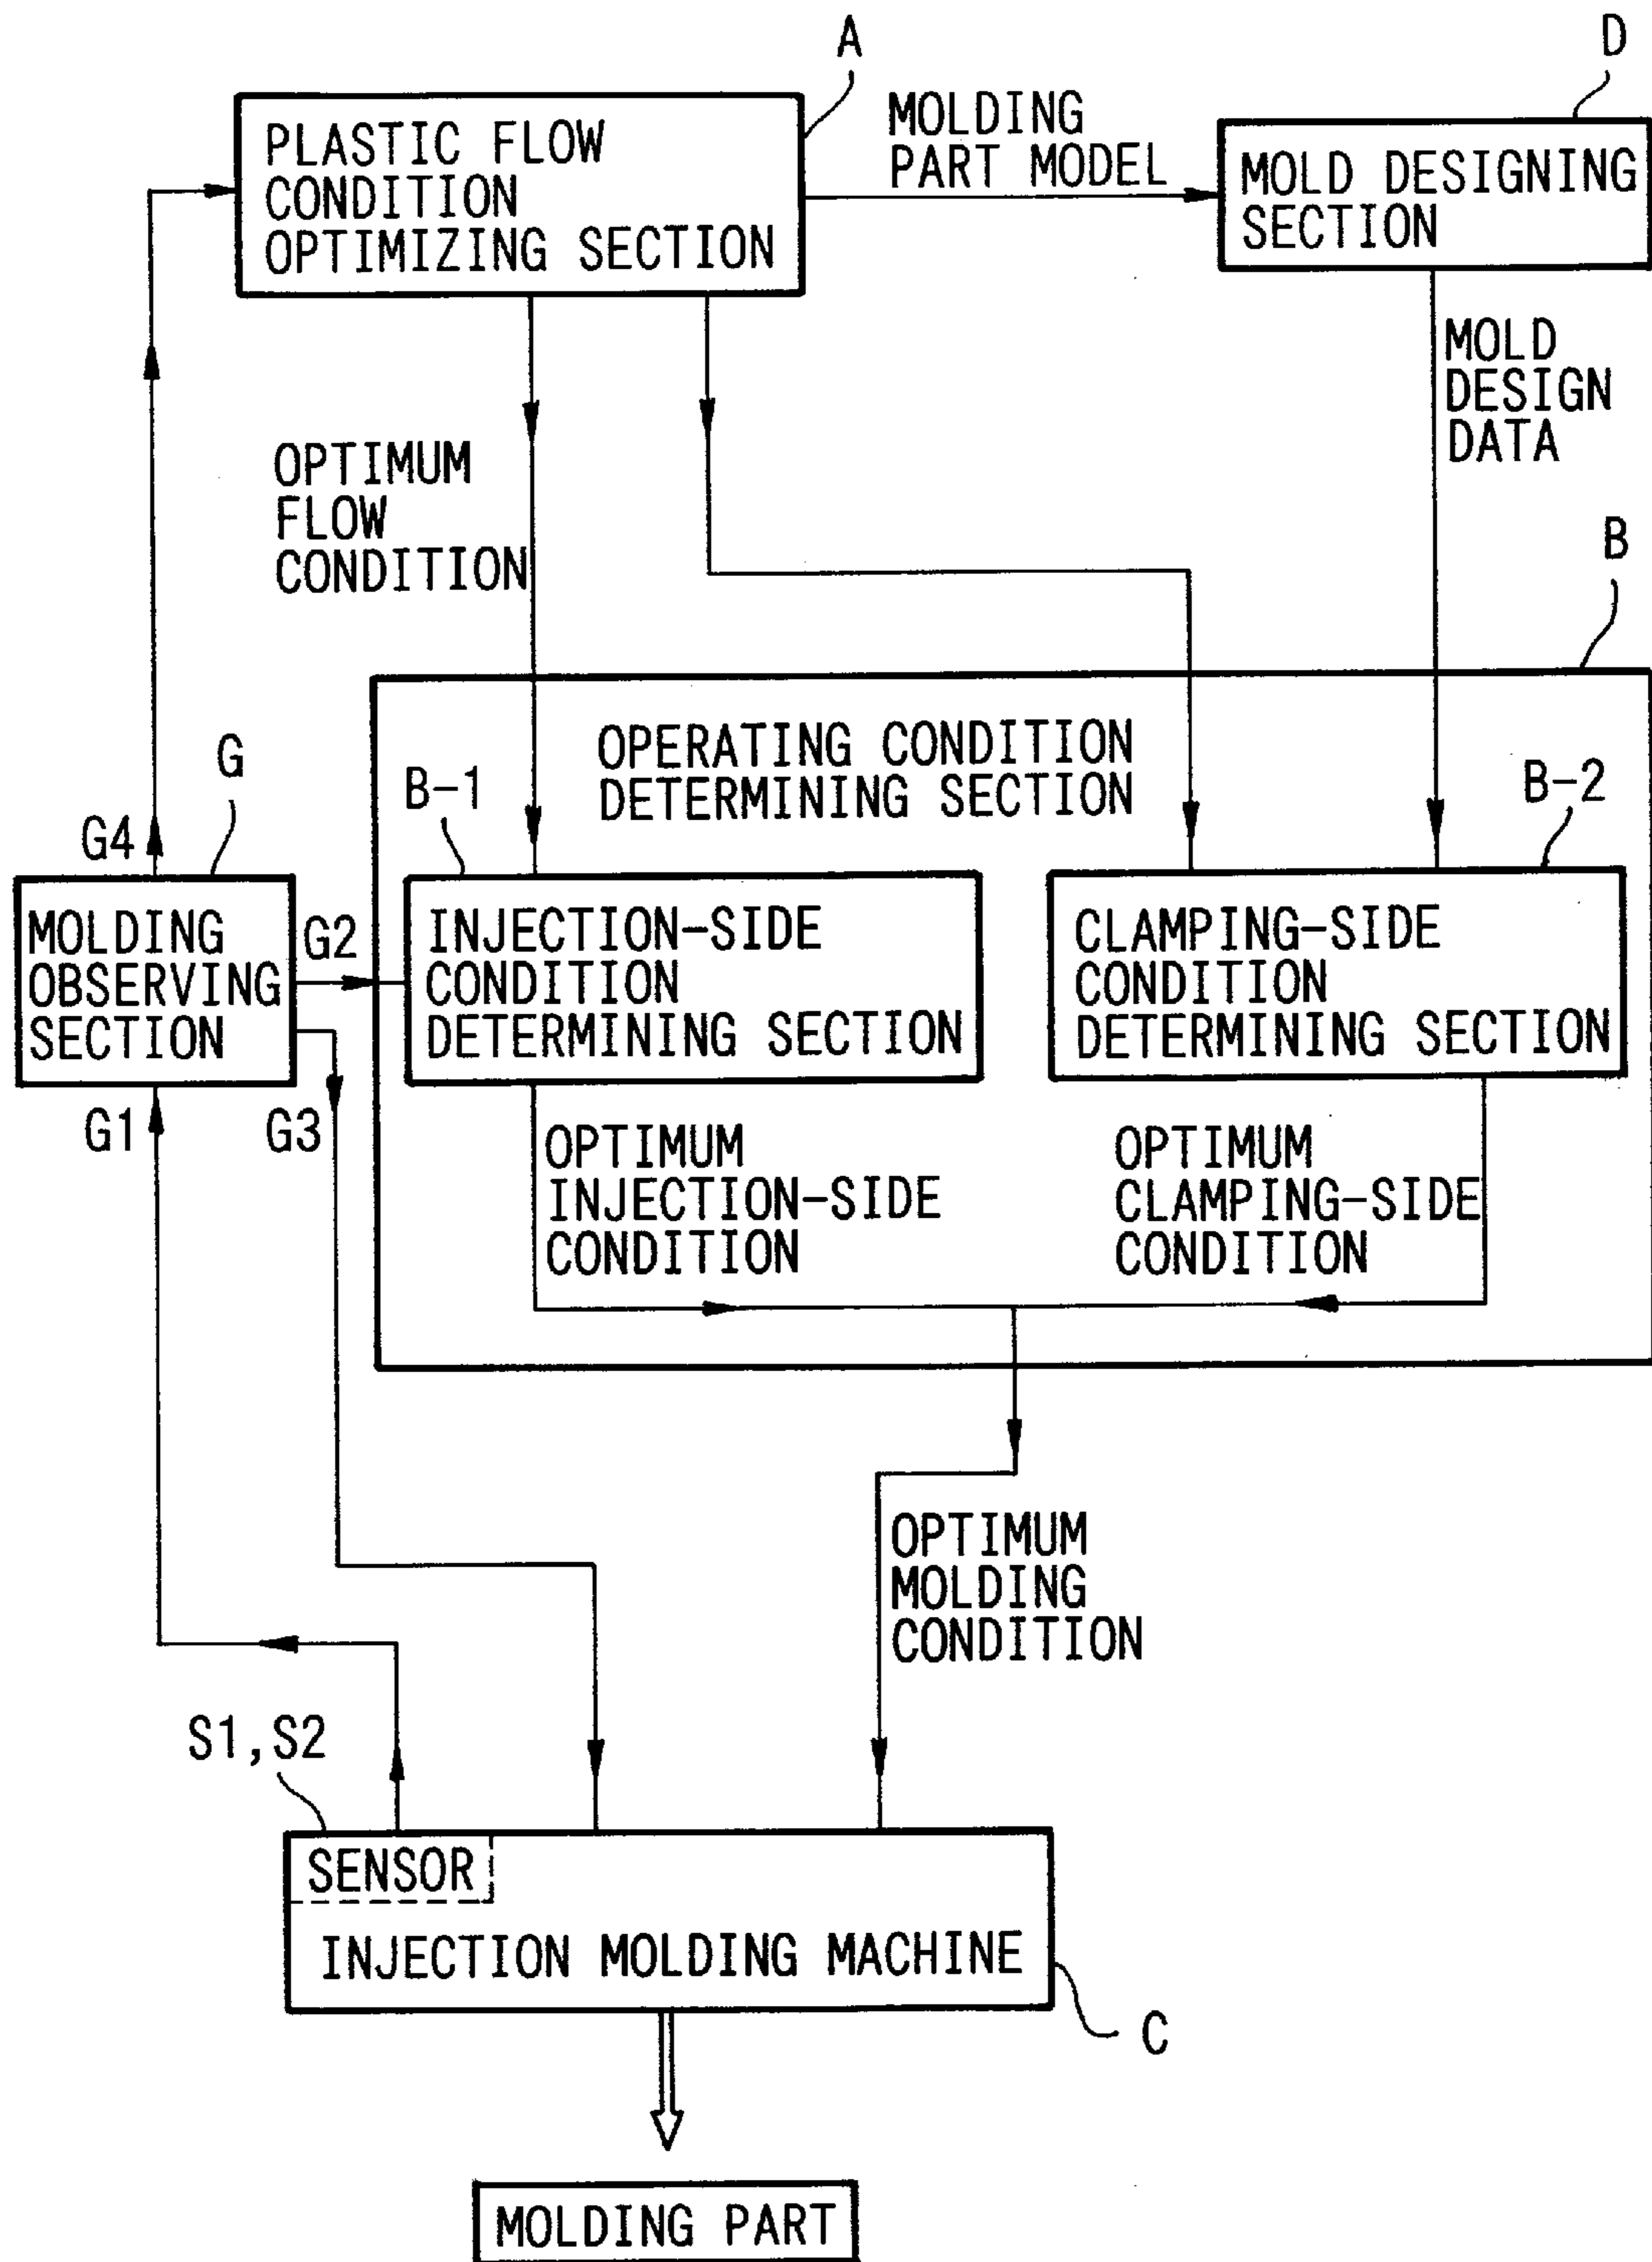 A
D
PLASTIC FLOW
CONDITION
OPTIMIZING SECTION
MOLDING
PART MODEL
MOLD DESIGNING
SECTION
OPTIMUM
FLOW
CONDITION
MOLD
DESIGN
DATA
B
OPERATING CONDITION
DETERMINING SECTION
G
B-1
B-2
G4
MOLDING
OBSERVING
SECTION
G2
INJECTION-SIDE
CONDITION
DETERMINING SECTION
CLAMPING-SIDE
CONDITION
DETERMINING SECTION
G1
G3
OPTIMUM
INJECTION-SIDE
CONDITION
OPTIMUM
CLAMPING-SIDE
CONDITION
OPTIMUM
MOLDING
CONDITION
S1,S2
SENSOR
INJECTION MOLDING MACHINE
C
MOLDING PART